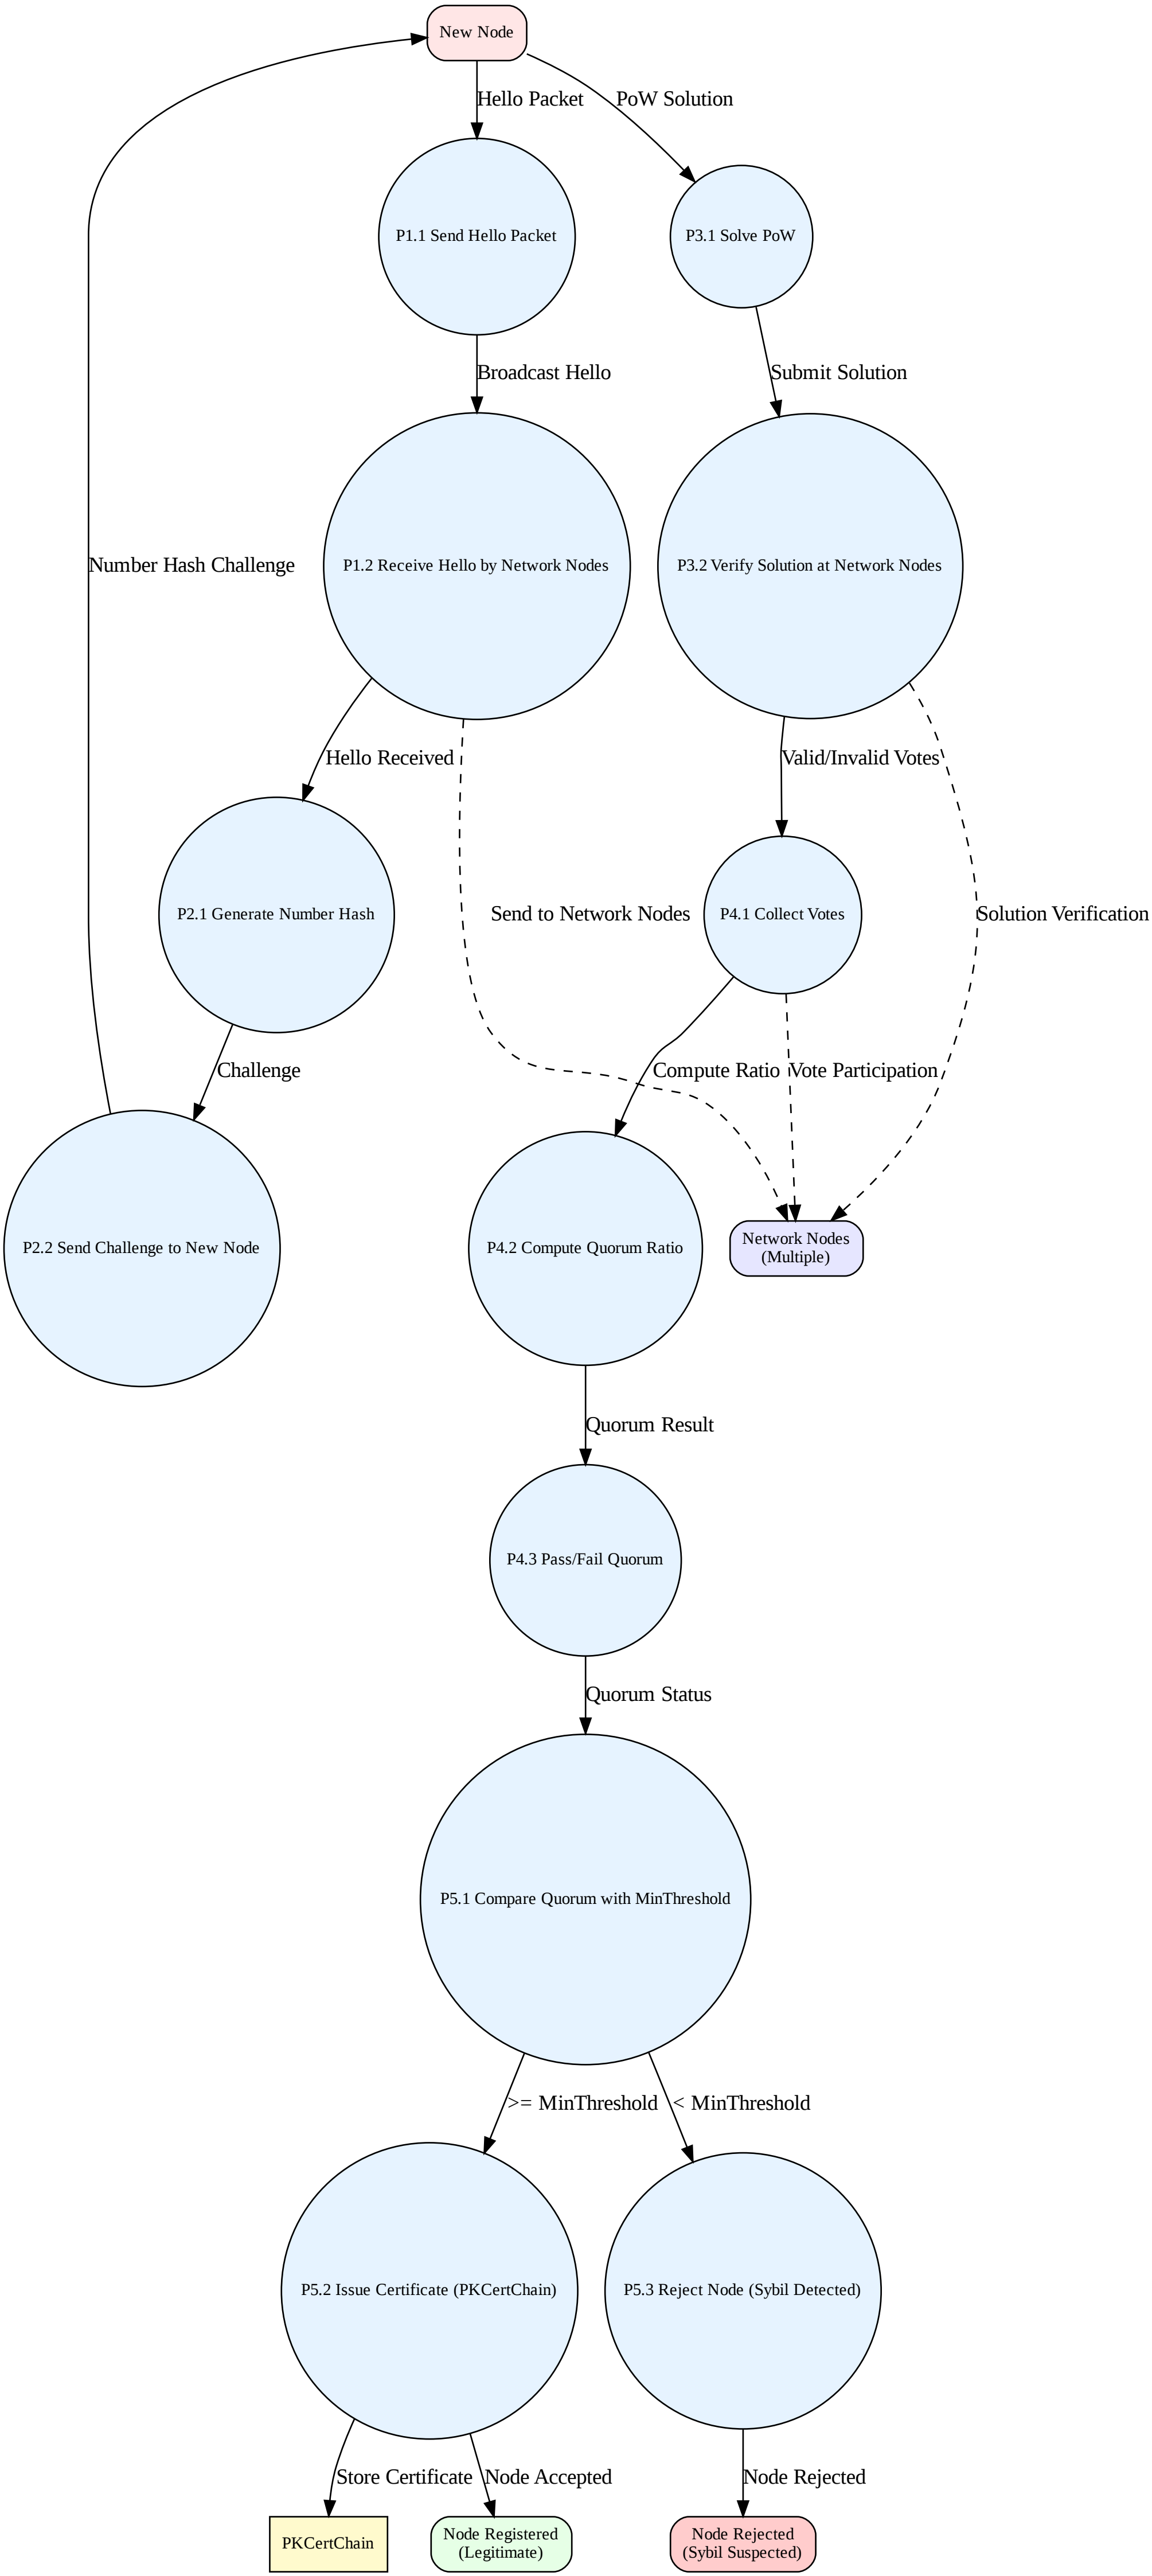 New Node
Hello Packet
PoW Solution
P1.1 Send Hello Packet
P3.1 Solve PoW
Broadcast Hello
Submit Solution
Number Hash Challenge
P1.2 Receive Hello by Network Nodes
P3.2 Verify Solution at Network Nodes
Hello Received
Valid/Invalid Votes
P2.1 Generate Number Hash
Send to Network Nodes
P4.1 Collect Votes
Solution Verification
Challenge
Compute Ratio
Vote Participation
P2.2 Send Challenge to New Node
P4.2 Compute Quorum Ratio
Network Nodes
(Multiple)
Quorum Result
P4.3 Pass/Fail Quorum
Quorum Status
P5.1 Compare Quorum with MinThreshold
>= MinThreshold
< MinThreshold
P5.2 Issue Certificate (PKCertChain)
P5.3 Reject Node (Sybil Detected)
Store Certificate
Node Accepted
Node Rejected
PKCertChain
Node Registered
(Legitimate)
Node Rejected
(Sybil Suspected)